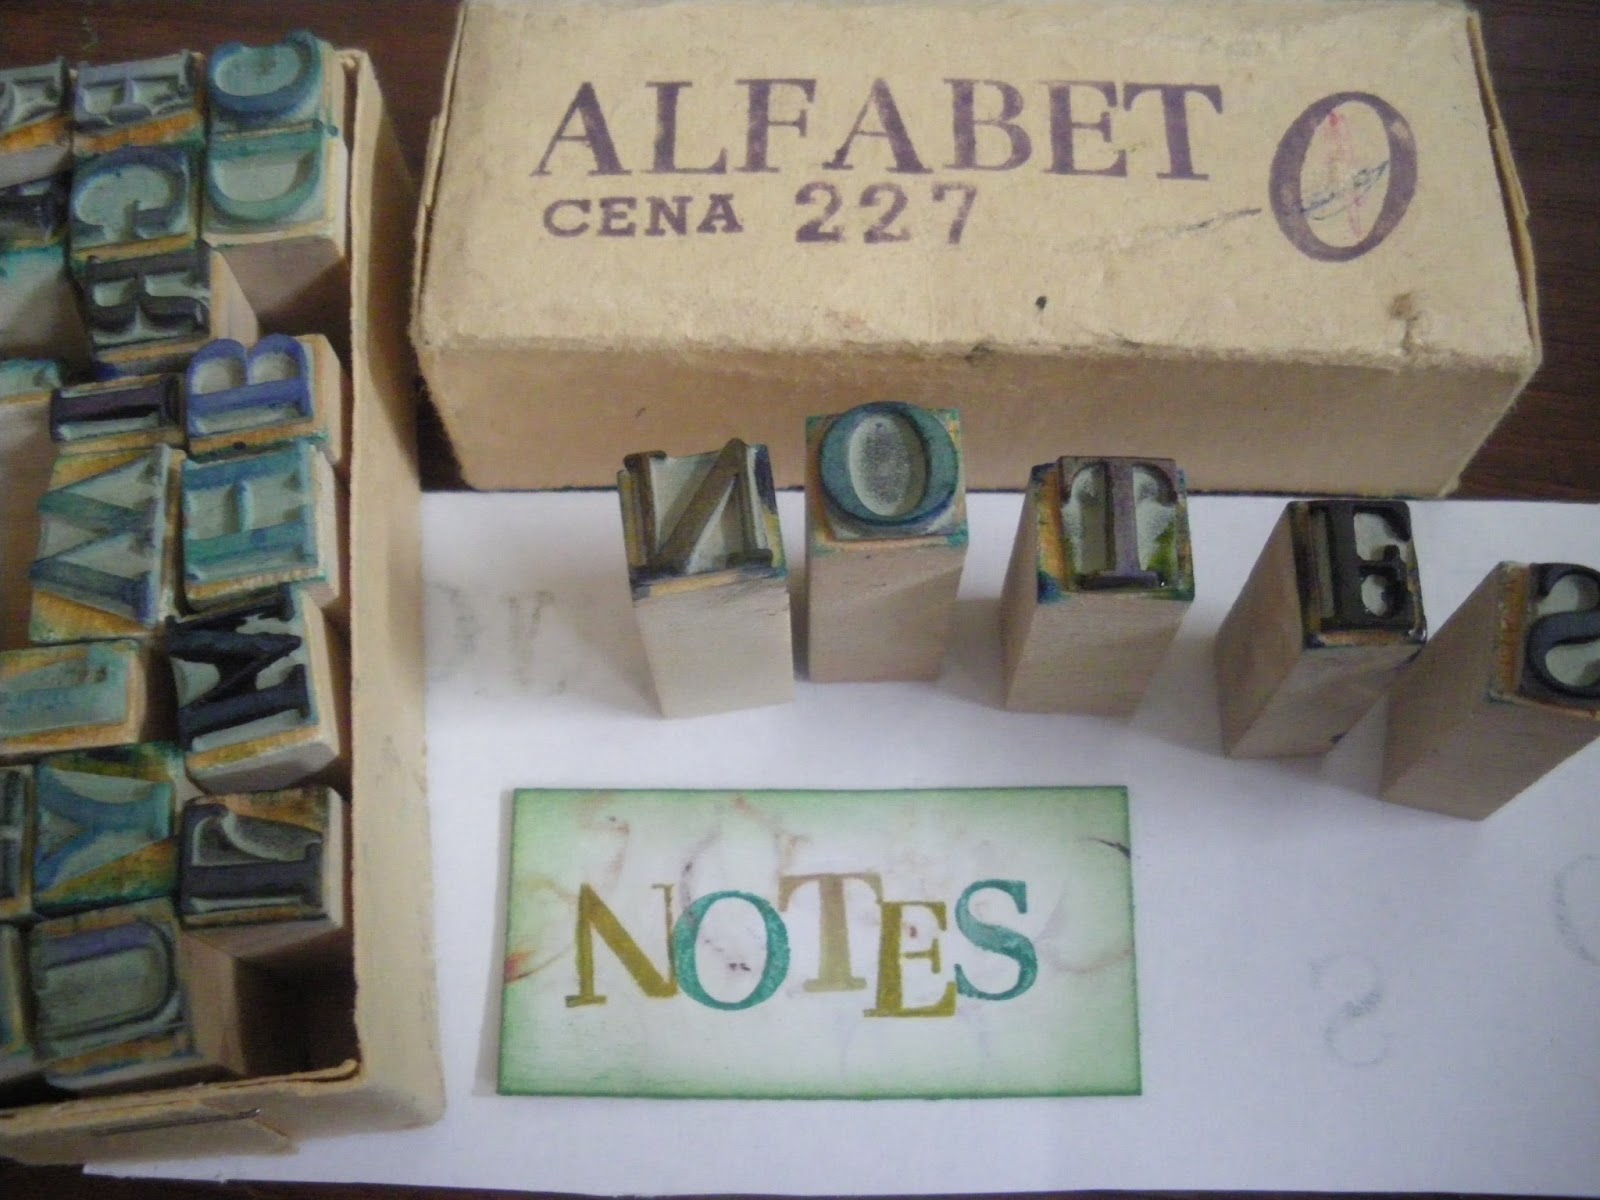 ALFABET O
CENA 227
NOTES